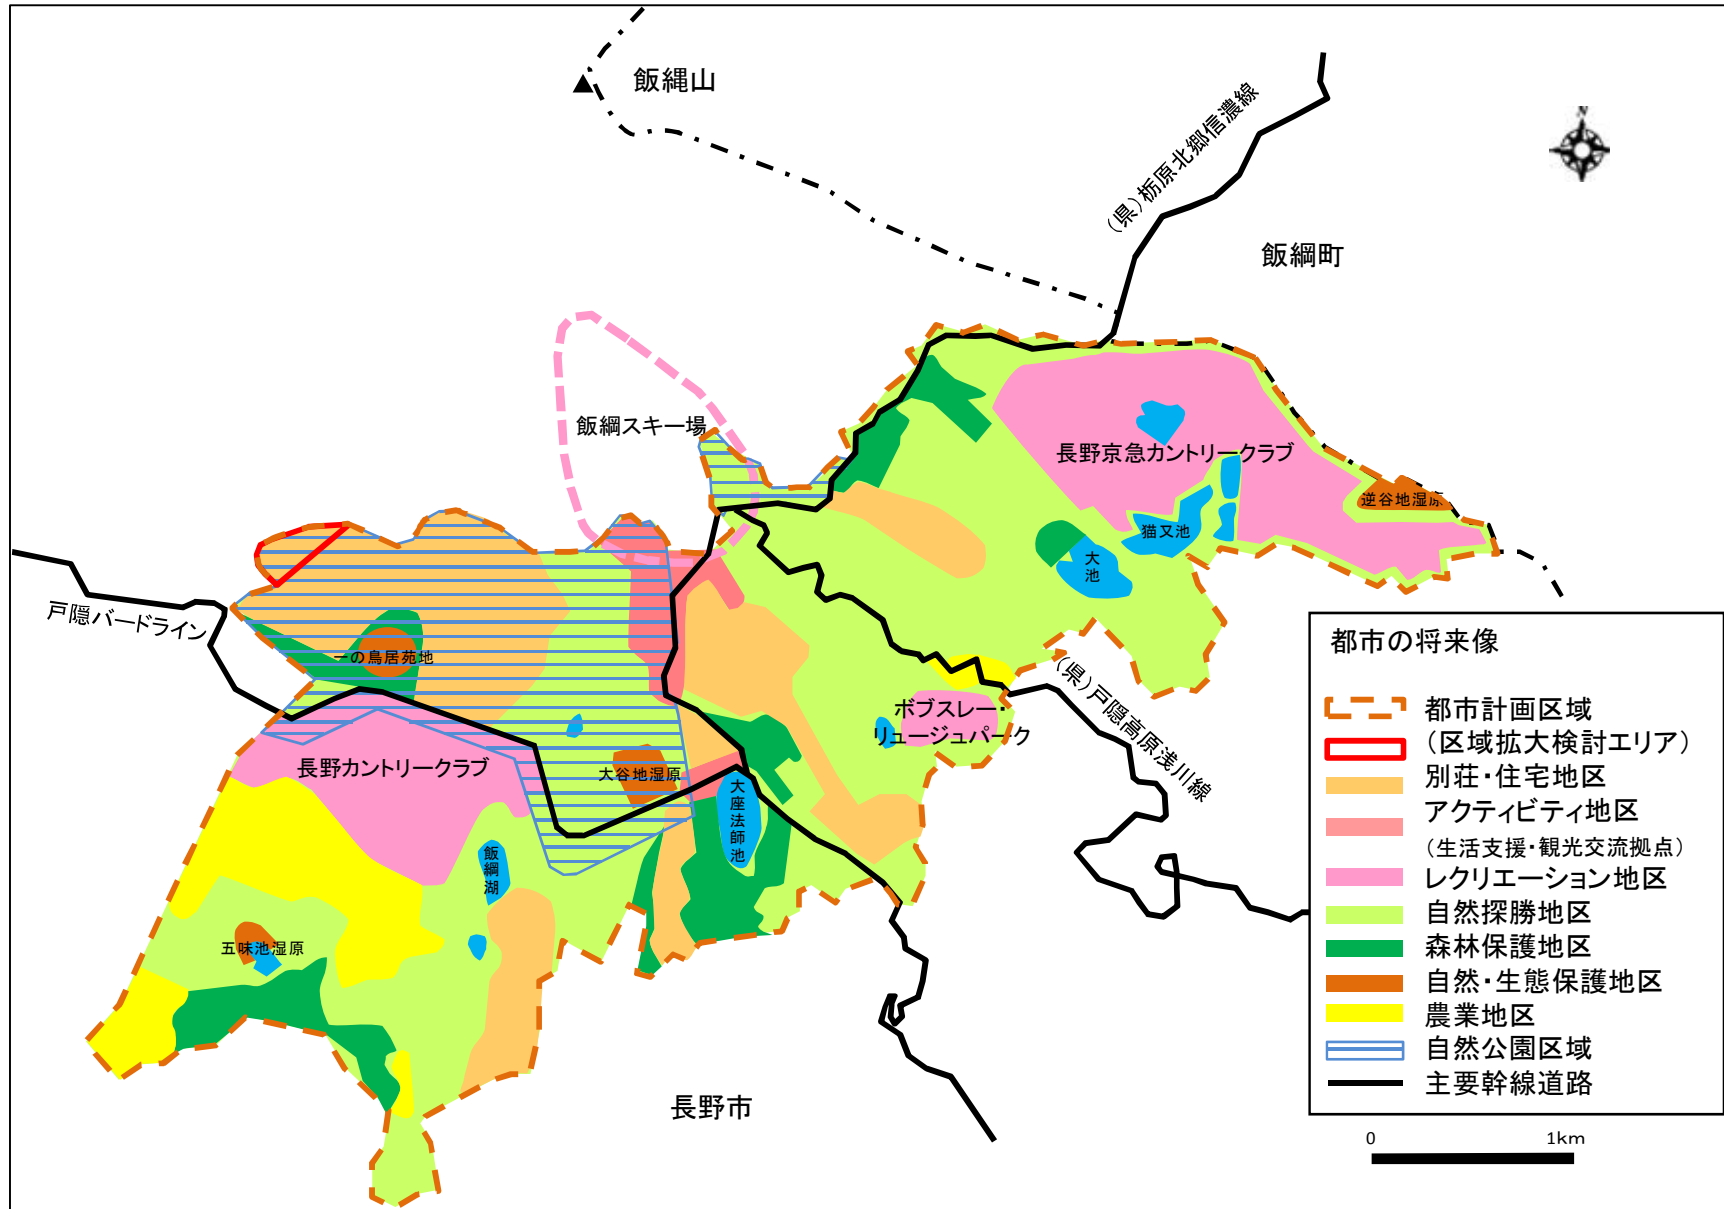 飯縄山
N
(県)栃原北郷信濃線
飯綱町
飯綱スキー場
長野京急カントリークラブ
逆谷地湿原
猫又池
大池
戸隠バードライン
一の鳥居苑地
(県)戸隠高原浅川線
ボブスレー・
リュージュパーク
長野カントリークラブ
大谷地湿原
大座法師池
飯綱湖
五味池湿原
長野市
都市の将来像
都市計画区域
(区域拡大検討エリア)
別荘・住宅地区
アクティビティ地区
(生活支援・観光交流拠点)
レクリエーション地区
自然探勝地区
森林保護地区
自然・生態保護地区
農業地区
自然公園区域
主要幹線道路
0 1km